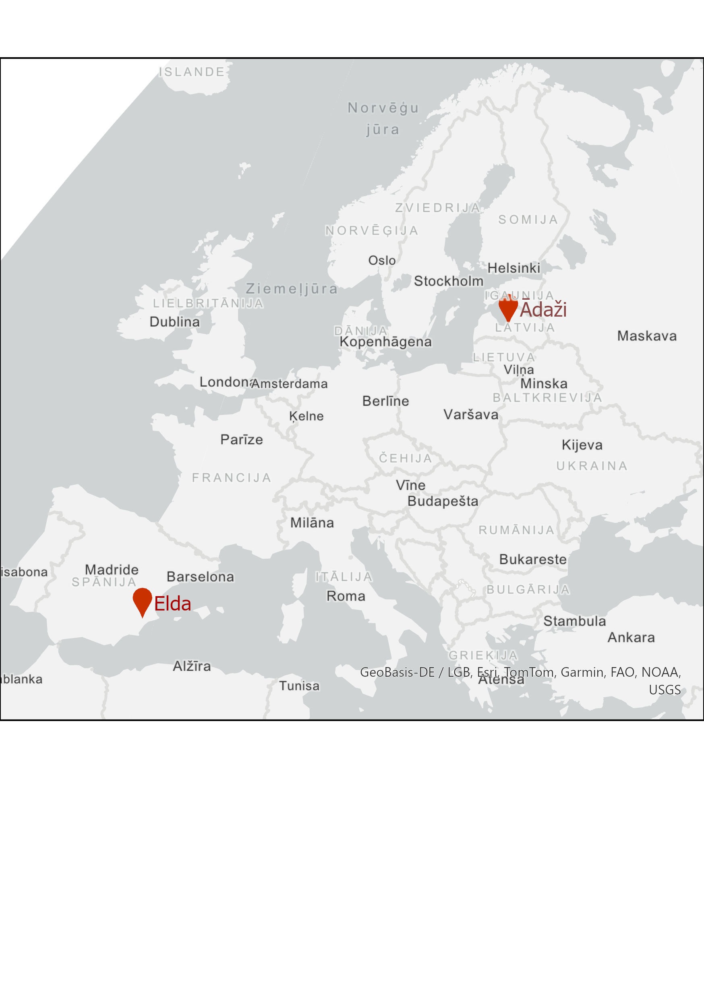 ISLANDE
Norvēģu
jūra
ZVIEDRIJA
SOMIJA
NORVĒĢIJA
Oslo
Helsinki
Stockholm
Ziemeļjūra
IGAUNIJA
LIELBRITĀNIJA
Ādaži
Dublina
LATVIJA
DĀNIJA
Maskava
Kopenhāgena
LIETUVA
Viļņa
Londona
Amsterdama
Minska
BALTKRIEVIJA
Berlīne
Varšava
Ķelne
Parīze
Kijeva
ČEHIJA
UKRAINA
FRANCIJA
Vīne
Budapešta
Milāna
RUMĀNIJA
Bukareste
Madride
isabona
Barselona
SPĀNIJA
ITĀLIJA
BULGĀRIJA
Roma
Elda
Stambula
Ankara
GRIEĶIJA
Alžīra
GeoBasis-DE / LGB, Esri, TomTom, Garmin, FAO, NOAA,
USGS
Atēnsa
ablanka
Tunisa